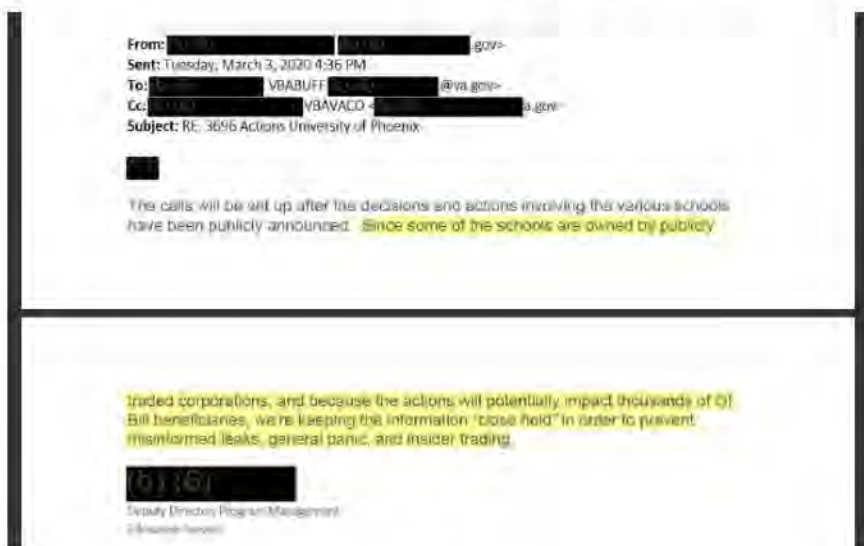 From: .gov>
Sent: Tuesday, March 3, 2020 4:36 PM
To: VBABUFF @va.gov>
Cc: VBAVACO < a.gov>
Subject: RE: 3696 Actions University of Phoenix
The calls will be set up after the decisions and actions involving the various schools
have been publicly announced. Since some of the schools are owned by publicly
traded corporations, and because the actions will potentially impact thousands of GI
Bill beneficiaries, we're keeping the information "close hold" in order to prevent
misinformed leaks, general panic, and insider trading.
(b) (6)
Deputy Director Program Management
Education Service